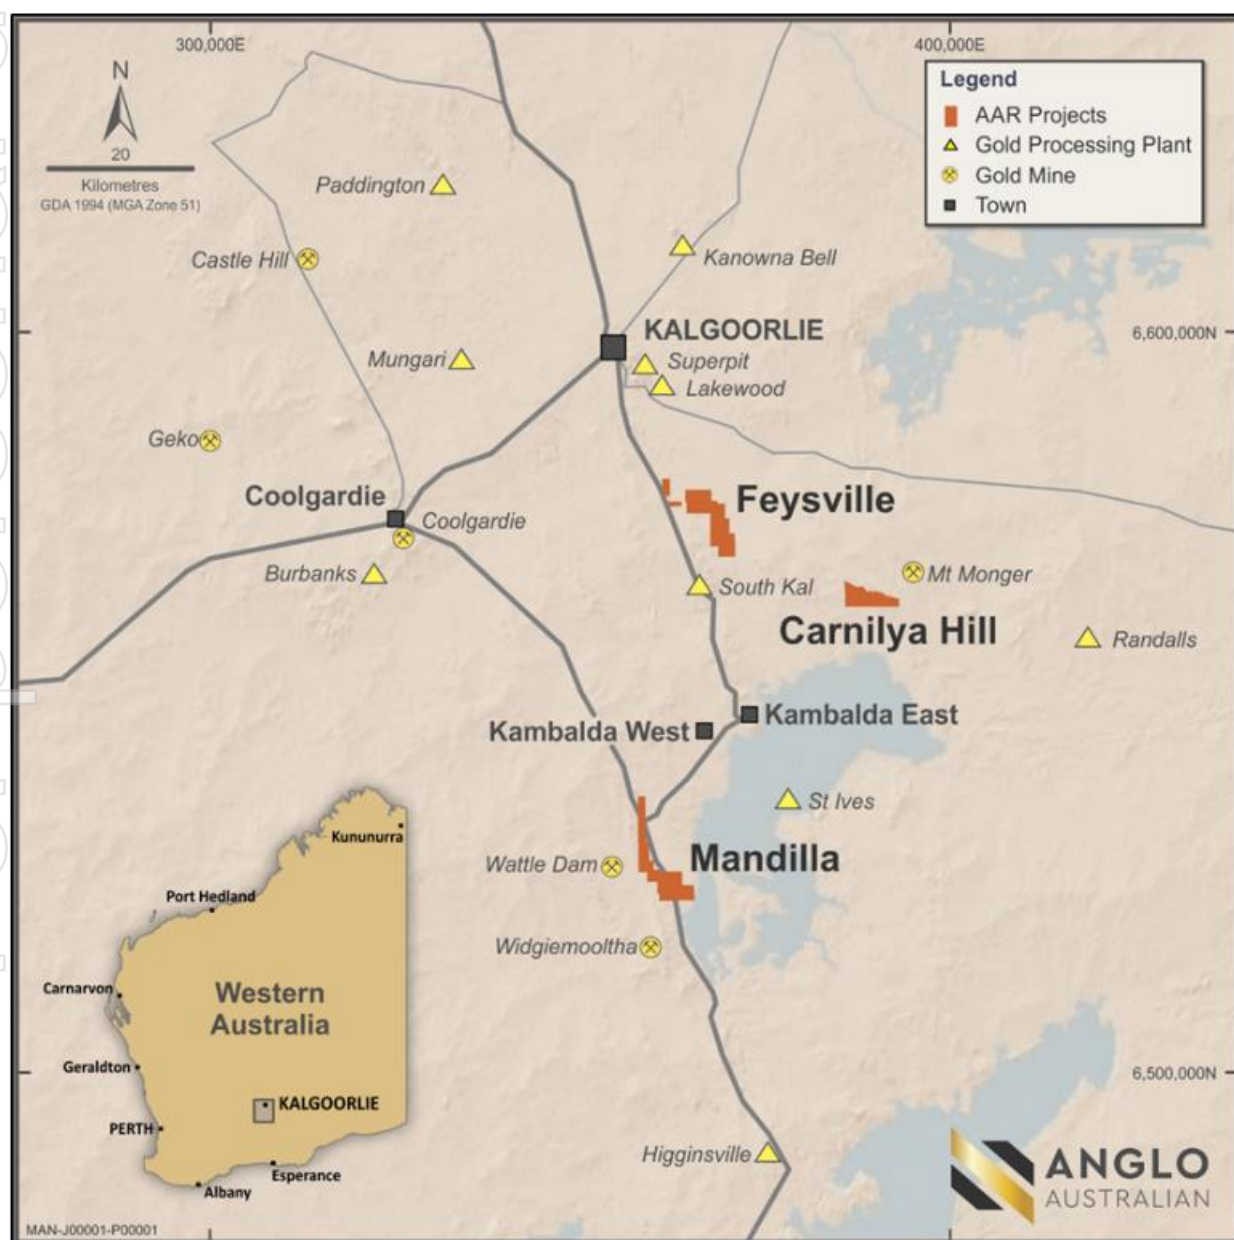 300,000E
400,000E
N
20
Kilometres
GDA 1994 (MGA Zone 51)
Legend
AAR Projects
Gold Processing Plant
Gold Mine
Town
Paddington
Castle Hill
Kanowna Bell
KALGOORLIE
6,600,000N
Mungari
Superpit
Lakewood
Geko
Coolgardie
Coolgardie
Feysville
Burbanks
South Kal
Mt Monger
Carnilya Hill
Randalls
Kambalda West
Kambalda East
St Ives
Wattle Dam
Mandilla
Widgiemooltha
Kununurra
Port Hedland
Carnarvon
Western
Australia
Geraldton
KALGOORLIE
PERTH
Esperance
Albany
6,500,000N
Higginsville
ANGLO
AUSTRALIAN
MAN-J00001-P00001